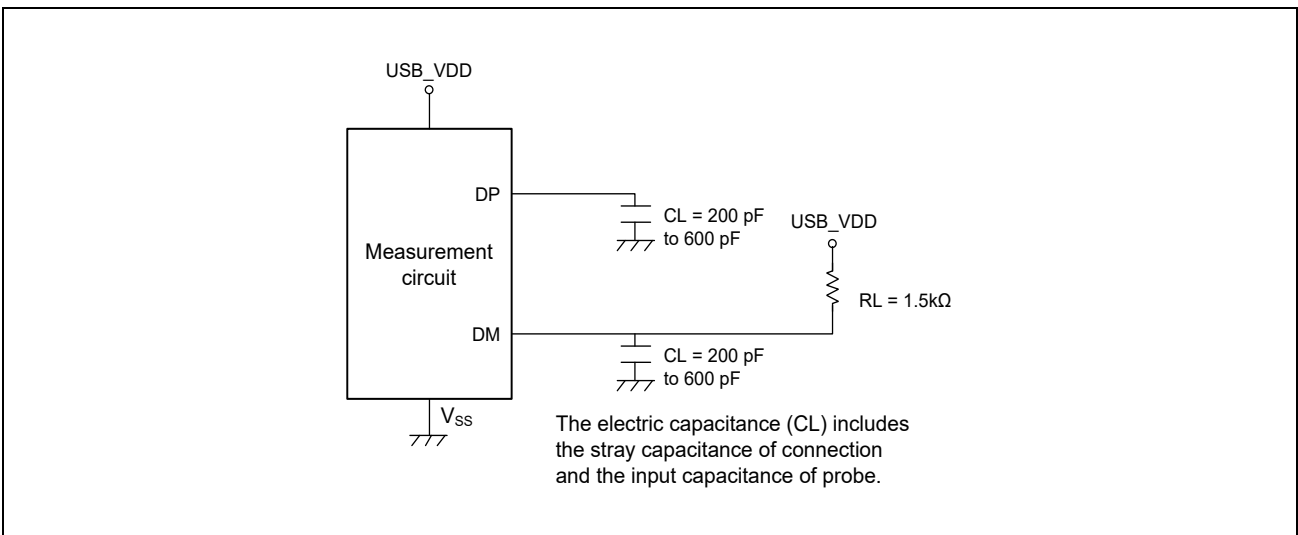 USB_VDD
DP
CL = 200 pF
to 600 pF
USB_VDD
Measurement
circuit
RL = 1.5kΩ
DM
CL = 200 pF
to 600 pF
VSS
The electric capacitance (CL) includes
the stray capacitance of connection
and the input capacitance of probe.